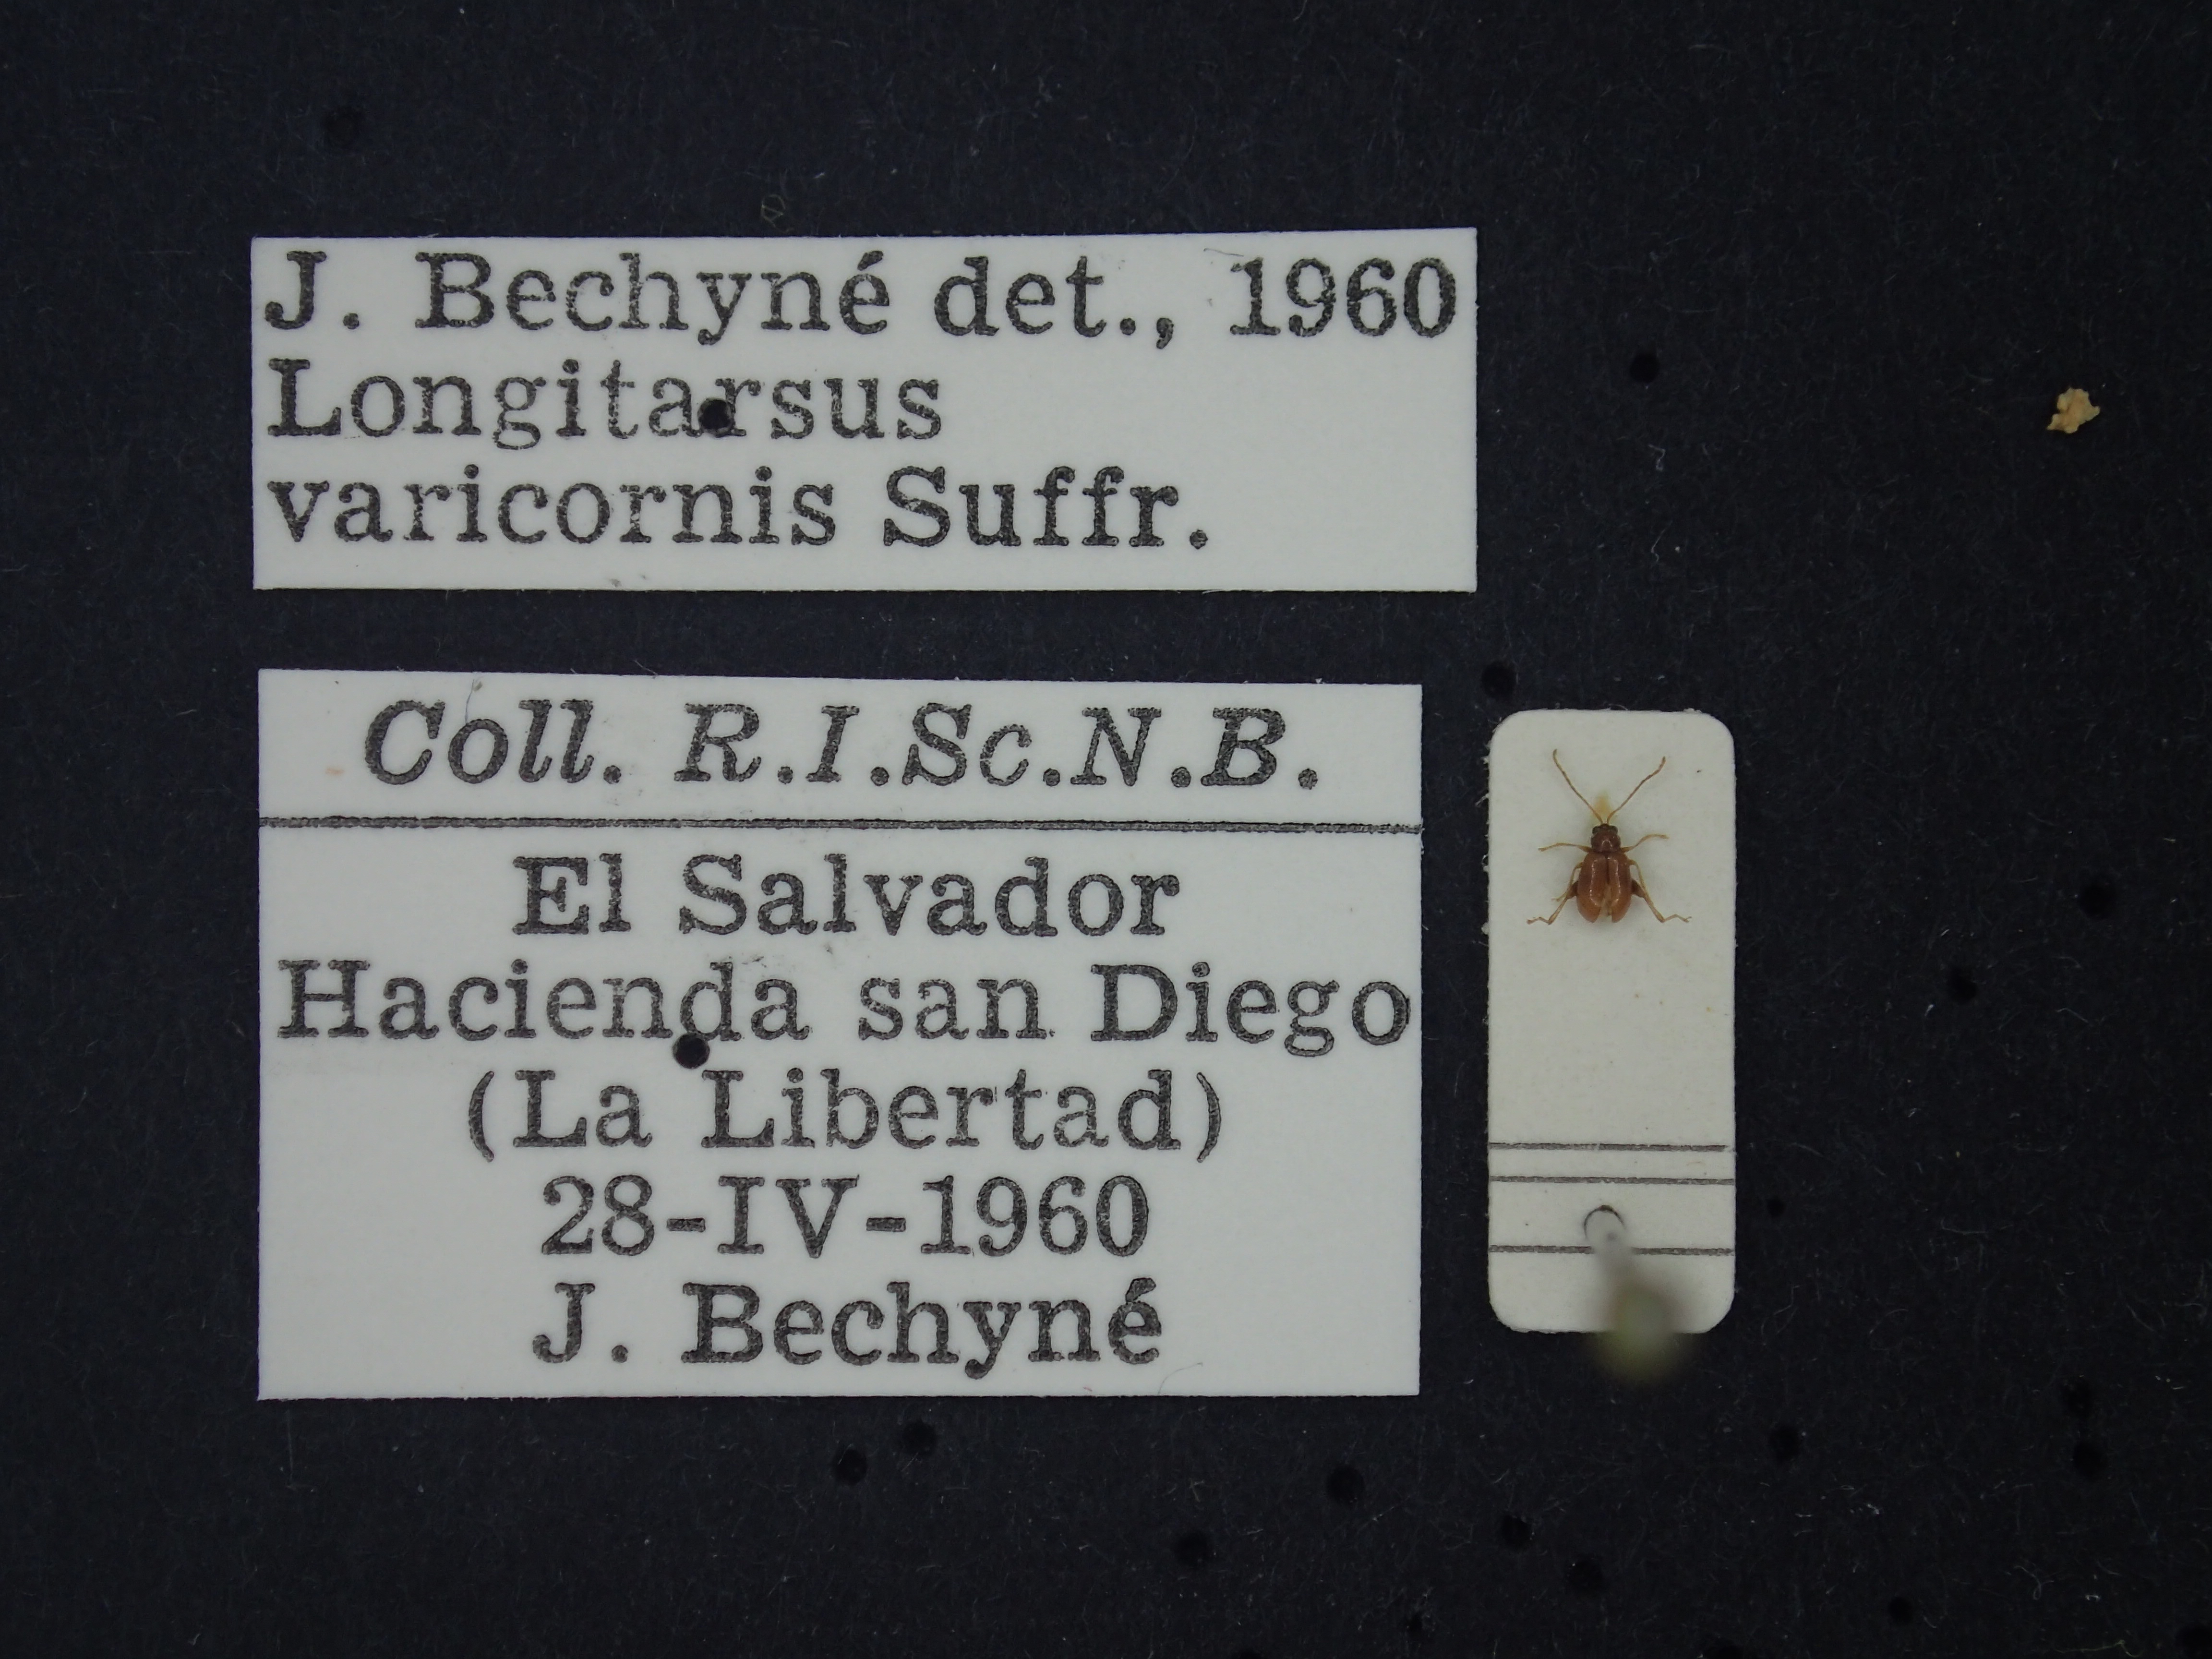 J. Bechyné det., 1960
Longitarsus
varicornis Suffr.
Coll. R.I.Sc.N.B.
El Salvador
Hacienda san Diego
(La Libertad)
28-IV-1960
J. Bechyné